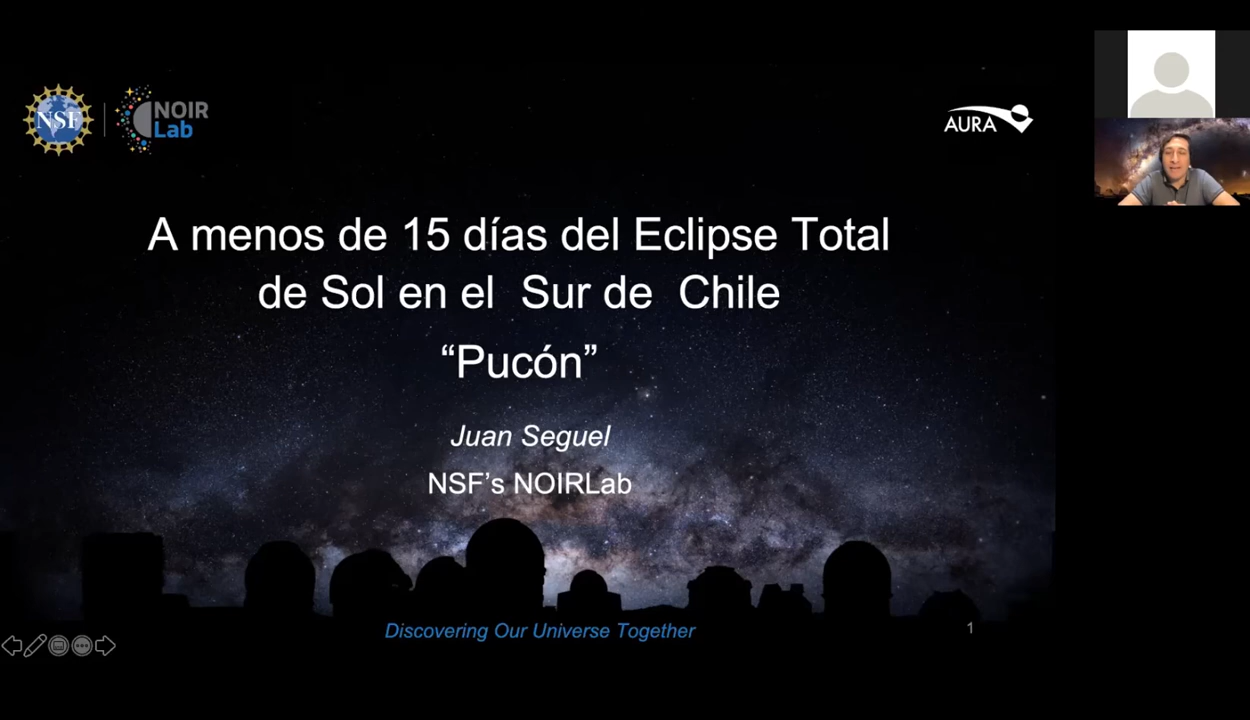 NSF
NOIR
Lab
AURA
A menos de 15 días del Eclipse Total
de Sol en el Sur de Chile
“Pucón”
Juan Seguel
NSF’s NOIRLab
Discovering Our Universe Together
1